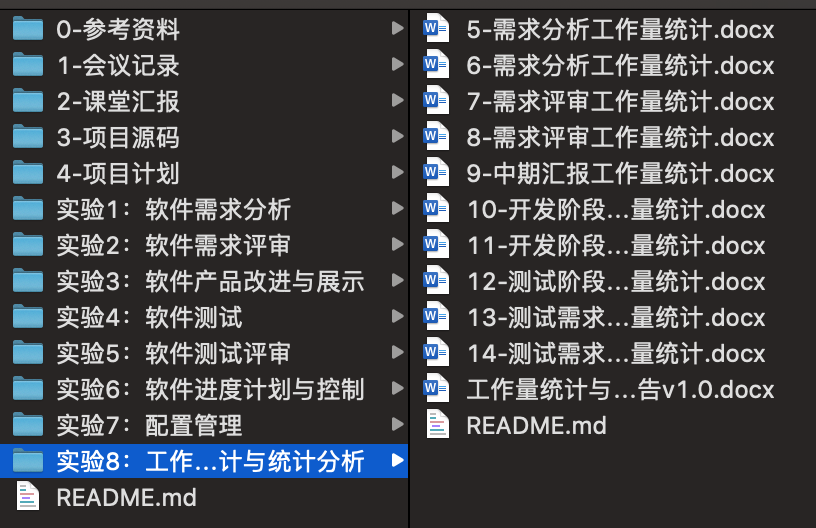 0-参考资料
1-会议记录
2-课堂汇报
3-项目源码
4-项目计划
实验1：软件需求分析
实验2：软件需求评审
实验3：软件产品改进与展示
实验4：软件测试
实验5：软件测试评审
实验6：软件进度计划与控制
实验7：配置管理
实验8：工作...计与统计分析
README.md
5-需求分析工作量统计.docx
6-需求分析工作量统计.docx
7-需求评审工作量统计.docx
8-需求评审工作量统计.docx
9-中期汇报工作量统计.docx
10-开发阶段...量统计.docx
11-开发阶段...量统计.docx
12-测试阶段...量统计.docx
13-测试需求...量统计.docx
14-测试需求...量统计.docx
工作量统计与...告v1.0.docx
README.md